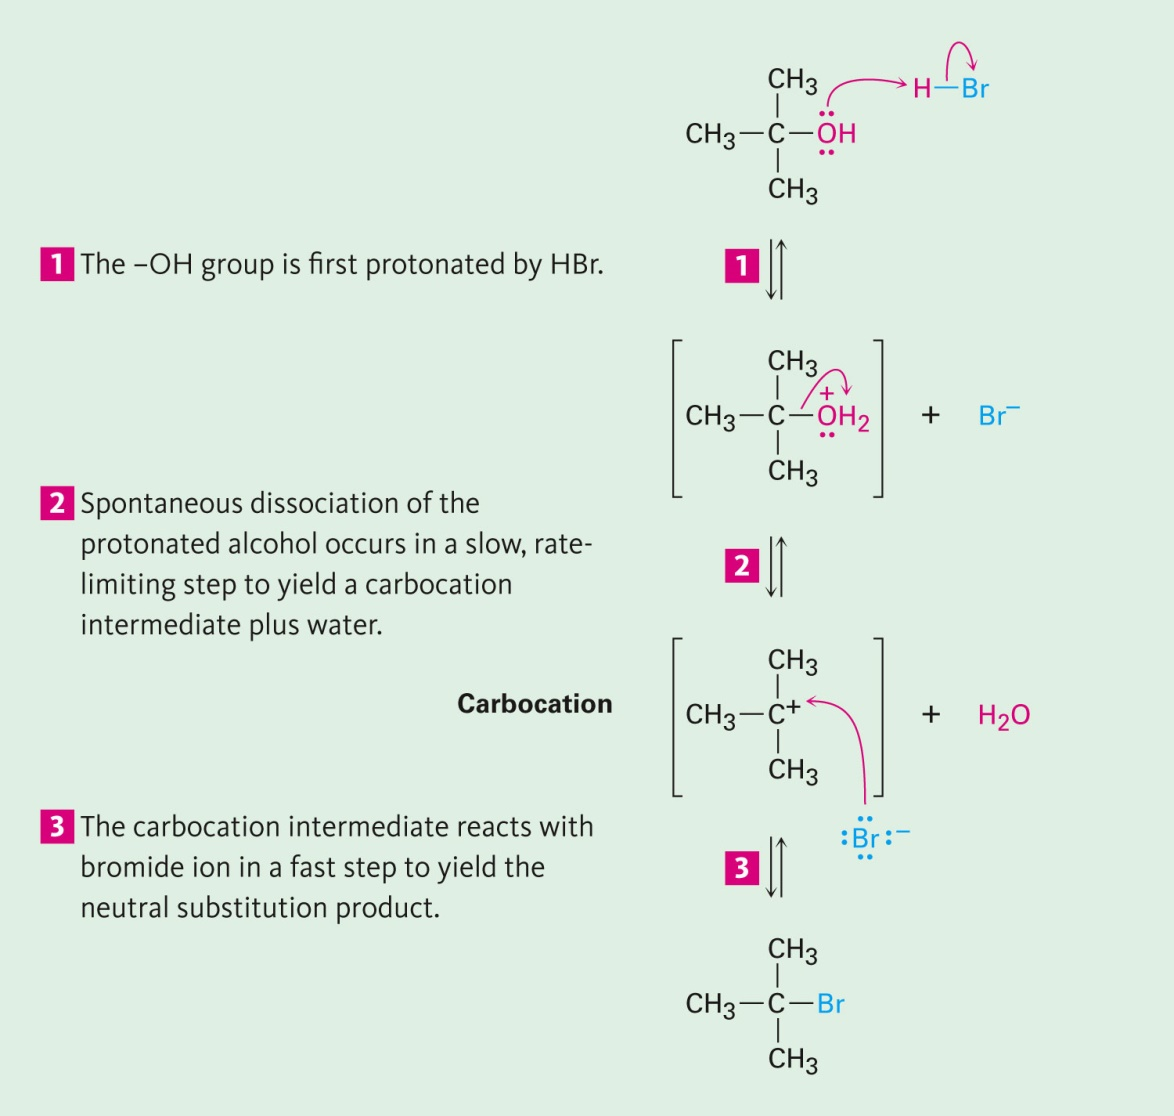 CH₃
H—Br
CH₃—C—ÖH
CH₃
1 The –OH group is first protonated by HBr.
1
CH₃
+
CH₃—C—OH₂ + Br⁻
CH₃
2 Spontaneous dissociation of the
protonated alcohol occurs in a slow, rate-
limiting step to yield a carbocation
intermediate plus water.
2
CH₃
Carbocation
CH₃—C+ + H₂O
CH₃
3 The carbocation intermediate reacts with
bromide ion in a fast step to yield the
neutral substitution product.
:Br:⁻
3
CH₃
CH₃—C—Br
CH₃